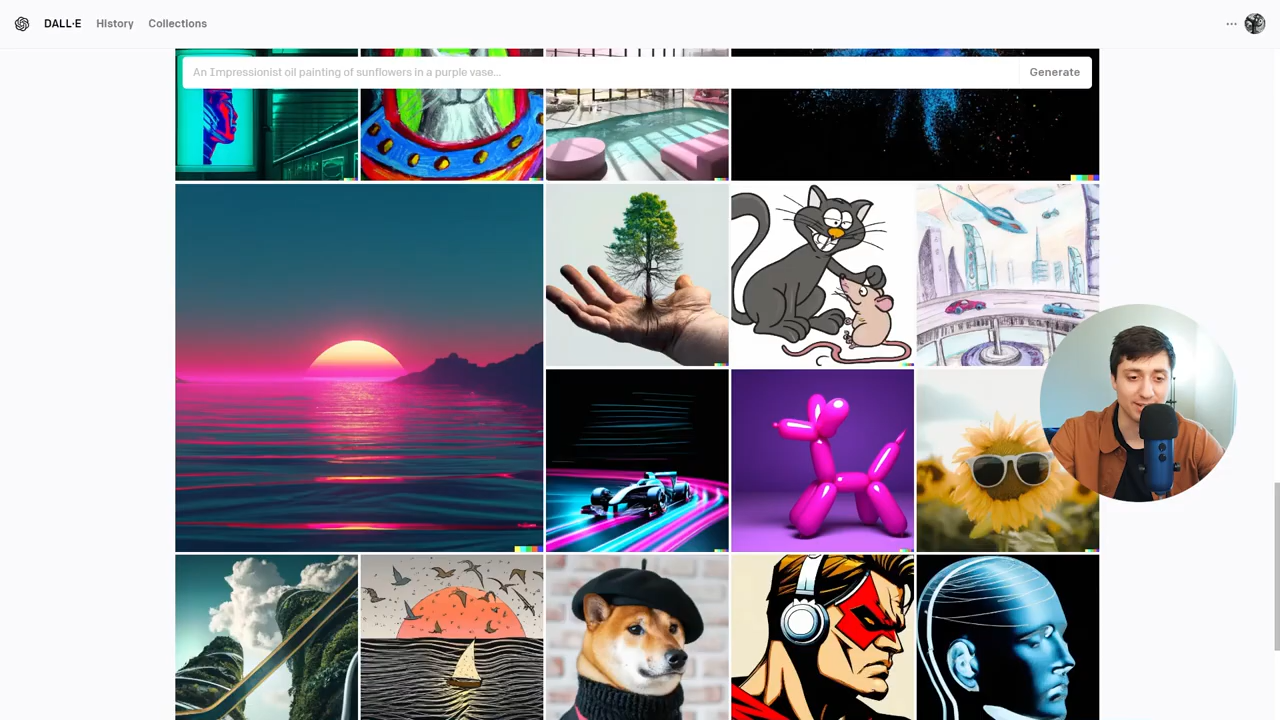 DALL·E History Collections
An Impressionist oil painting of sunflowers in a purple vase... Generate